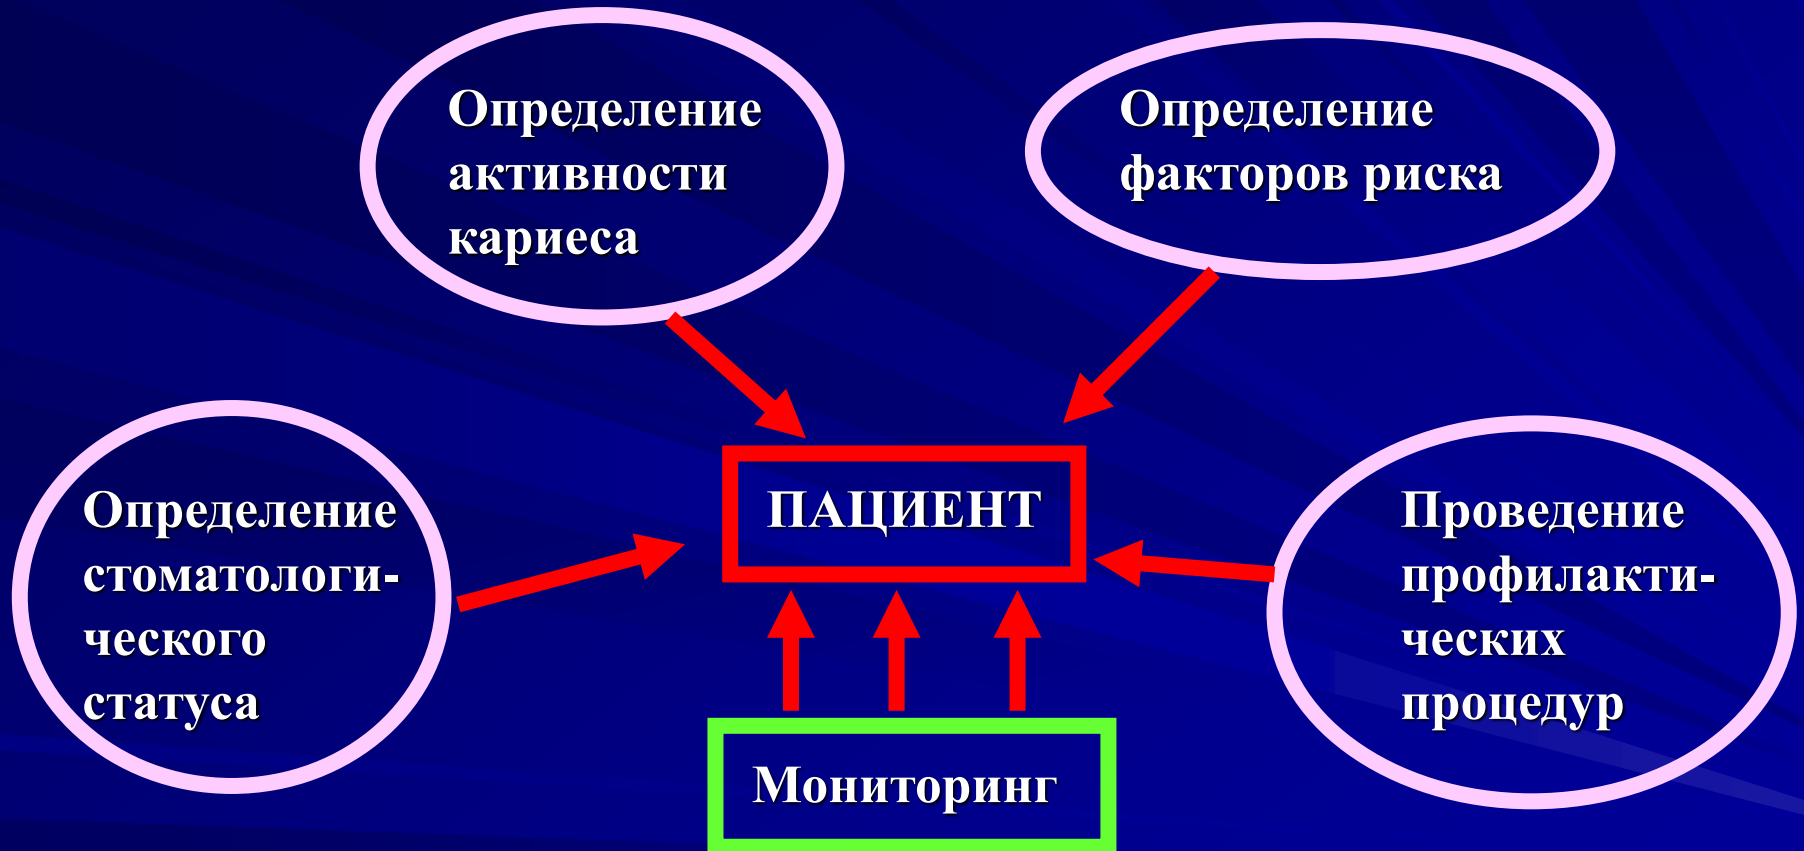 Определение
активности
кариеса
Определение
факторов риска
Определение
стоматологи-
ческого
статуса
ПАЦИЕНТ
Проведение
профилакти-
ческих
процедур
Мониторинг